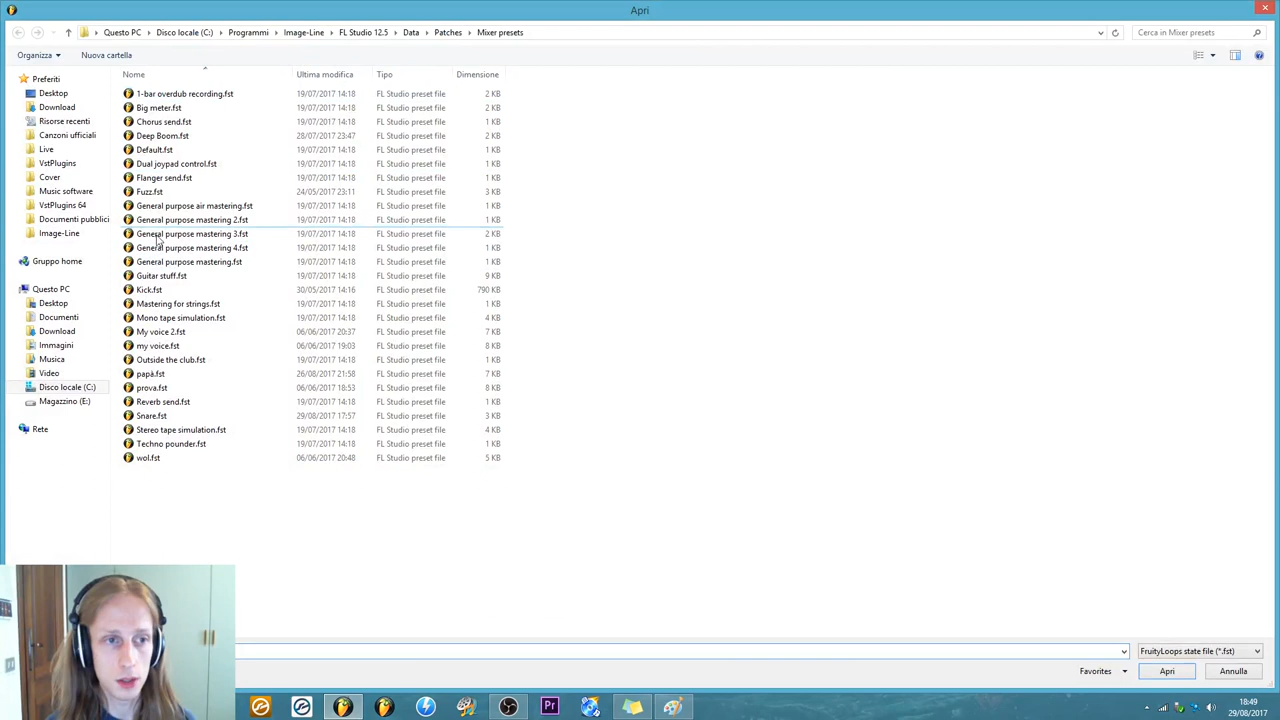 Apri
Questo PC Disco locale (C:) Programmi Image-Line FL Studio 12.5 Data Patches Mixer presets Cerca in Mixer presets
Organizza Nuova cartella
Nome Ultima modifica Tipo Dimensione
1-bar overdub recording.fst 19/07/2017 14:18 FL Studio preset file 2 KB
Big meter.fst 19/07/2017 14:18 FL Studio preset file 2 KB
Chorus send.fst 19/07/2017 14:18 FL Studio preset file 1 KB
Deep Boom.fst 28/07/2017 23:47 FL Studio preset file 2 KB
Default.fst 19/07/2017 14:18 FL Studio preset file 1 KB
Dual joypad control.fst 19/07/2017 14:18 FL Studio preset file 1 KB
Flanger send.fst 19/07/2017 14:18 FL Studio preset file 1 KB
Fuzz.fst 24/05/2017 23:11 FL Studio preset file 3 KB
General purpose air mastering.fst 19/07/2017 14:18 FL Studio preset file 1 KB
General purpose mastering 2.fst 19/07/2017 14:18 FL Studio preset file 1 KB
General purpose mastering 3.fst 19/07/2017 14:18 FL Studio preset file 2 KB
General purpose mastering 4.fst 19/07/2017 14:18 FL Studio preset file 1 KB
General purpose mastering.fst 19/07/2017 14:18 FL Studio preset file 1 KB
Guitar stuff.fst 19/07/2017 14:18 FL Studio preset file 9 KB
Kick.fst 30/05/2017 14:16 FL Studio preset file 790 KB
Mastering for strings.fst 19/07/2017 14:18 FL Studio preset file 1 KB
Mono tape simulation.fst 19/07/2017 14:18 FL Studio preset file 4 KB
My voice 2.fst 06/06/2017 20:37 FL Studio preset file 7 KB
my voice.fst 06/06/2017 19:03 FL Studio preset file 8 KB
Outside the club.fst 19/07/2017 14:18 FL Studio preset file 1 KB
papà.fst 26/08/2017 21:58 FL Studio preset file 7 KB
prova.fst 06/06/2017 18:53 FL Studio preset file 8 KB
Reverb send.fst 19/07/2017 14:18 FL Studio preset file 1 KB
Snare.fst 29/08/2017 17:57 FL Studio preset file 3 KB
Stereo tape simulation.fst 19/07/2017 14:18 FL Studio preset file 4 KB
Techno pounder.fst 19/07/2017 14:18 FL Studio preset file 1 KB
wol.fst 06/06/2017 20:48 FL Studio preset file 5 KB
Preferiti
Desktop
Download
Risorse recenti
Canzoni ufficiali
Live
VstPlugins
Cover
Music software
VstPlugins 64
Documenti pubblici
Image-Line
Gruppo home
Questo PC
Desktop
Documenti
Download
Immagini
Musica
Video
Disco locale (C:)
Magazzino (E:)
Rete
FruityLoops state file (*.fst)
Favorites Apri Annulla
Pr
18:49
29/08/2017